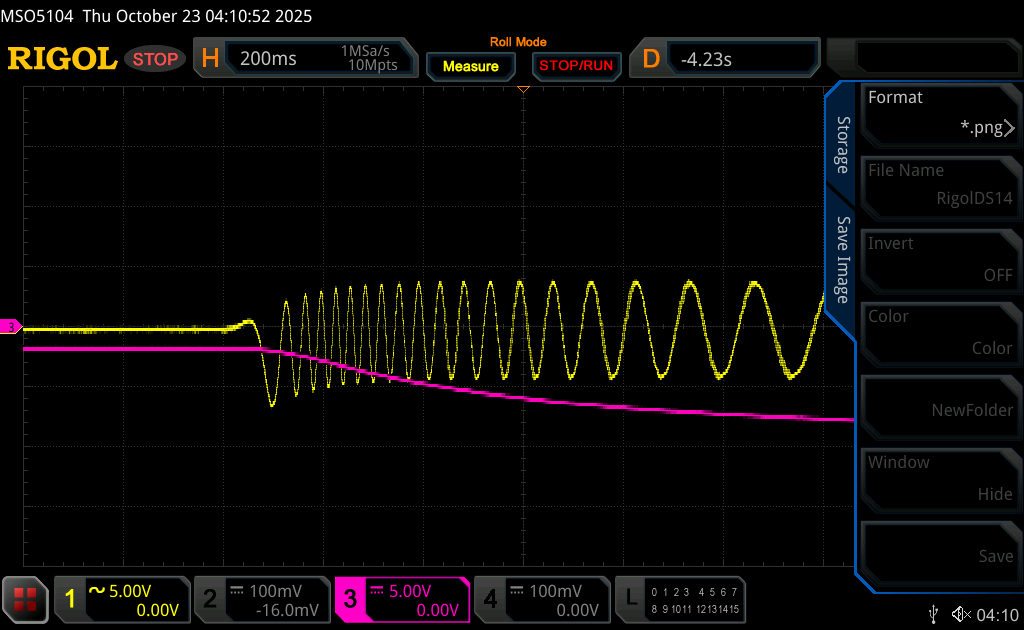 MSO5104 Thu October 23 04:10:52 2025
RIGOL STOP H 200ms 1MSa/s 10Mpts Roll Mode Measure STOP/RUN D -4.23s
Storage
Save Image
Format
*.png
File Name
RigolDS14
Invert
OFF
Color
Color
NewFolder
Window
Hide
Save
3
1 5.00V
0.00V
2 100mV
-16.0mV
3 5.00V
0.00V
4 100mV
0.00V
L 0 1 2 3 4 5 6 7
8 9 10 11 12 13 14 15
04:10